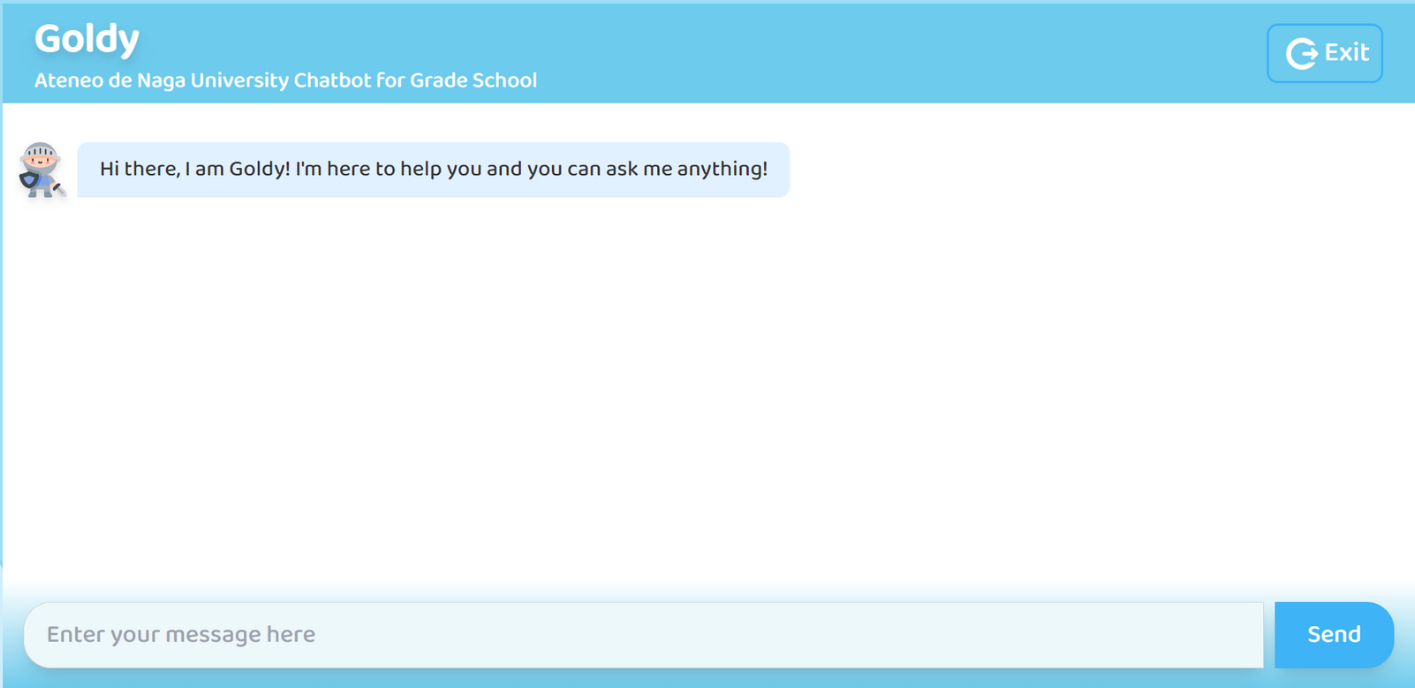 Goldy
Ateneo de Naga University Chatbot for Grade School
Exit
Hi there, I am Goldy! I'm here to help you and you can ask me anything!
Enter your message here
Send